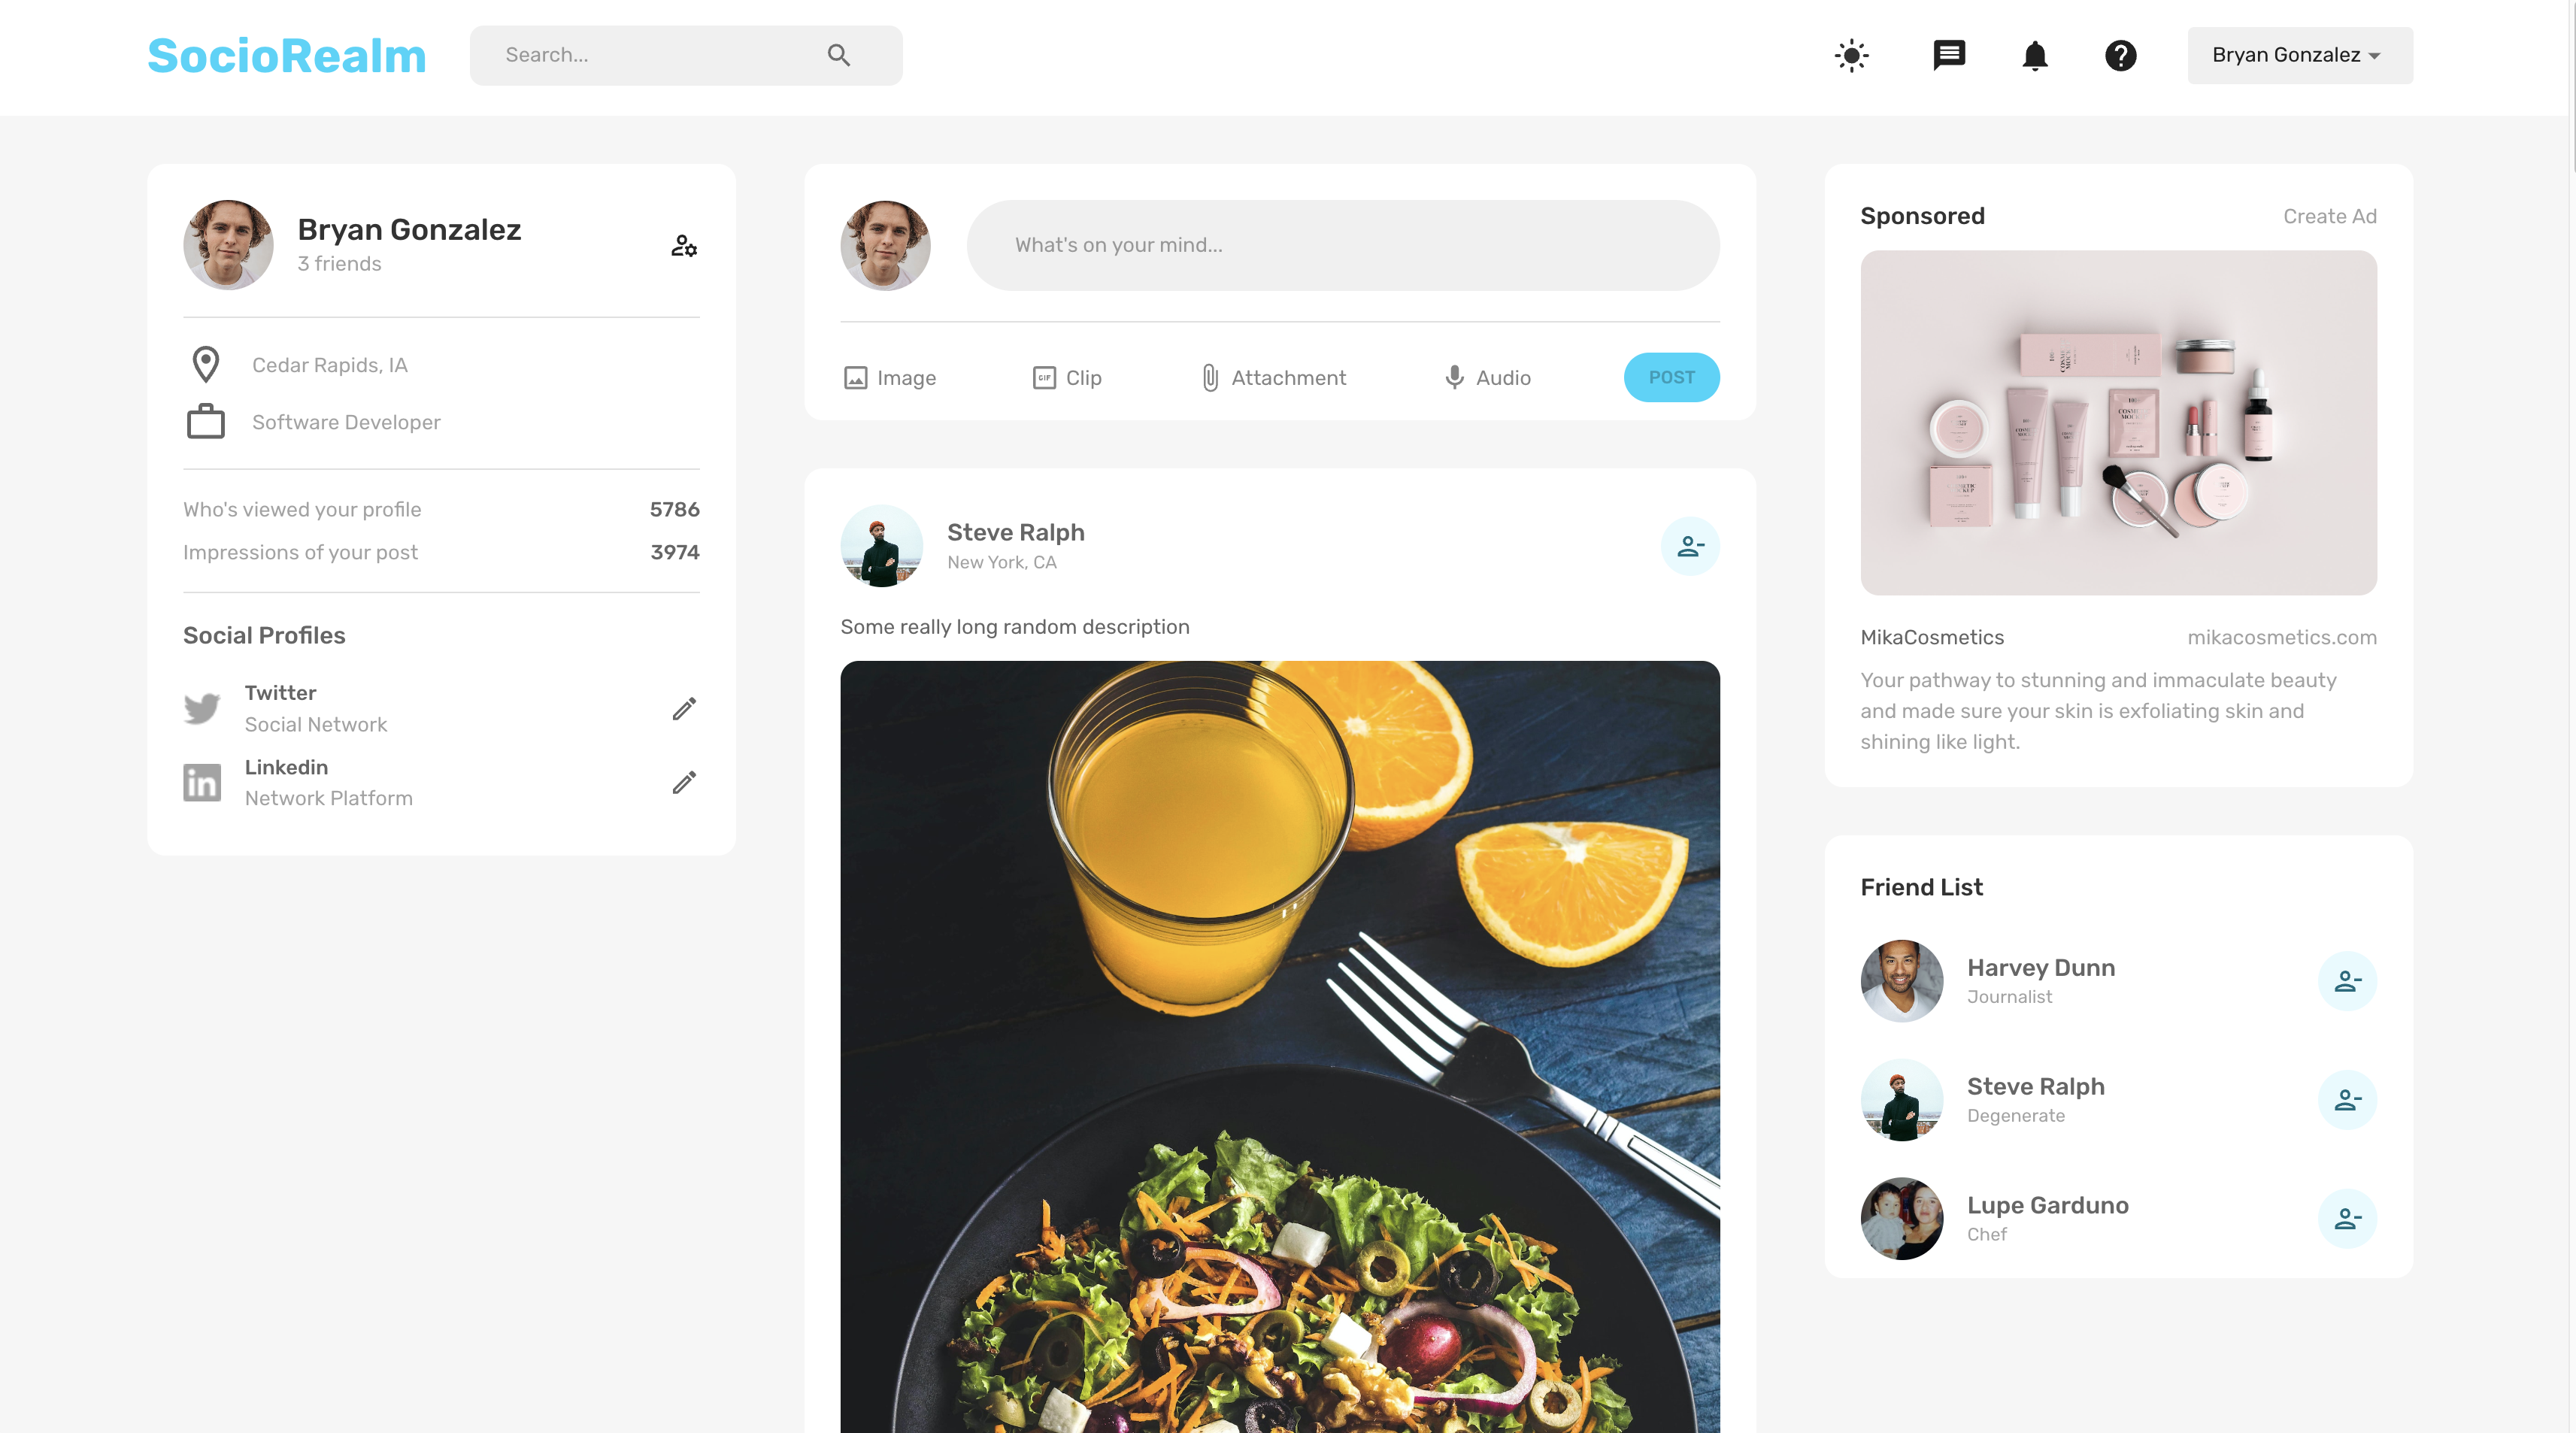 SocioRealm
Search...
Bryan Gonzalez
Bryan Gonzalez
3 friends
Cedar Rapids, IA
Software Developer
Who's viewed your profile 5786
Impressions of your post 3974
Social Profiles
Twitter
Social Network
Linkedin
Network Platform
What's on your mind...
Image GIF Clip Attachment Audio POST
Steve Ralph
New York, CA
Some really long random description
Sponsored Create Ad
MikaCosmetics mikacosmetics.com
Your pathway to stunning and immaculate beauty
and made sure your skin is exfoliating skin and
shining like light.
Friend List
Harvey Dunn
Journalist
Steve Ralph
Degenerate
Lupe Garduno
Chef